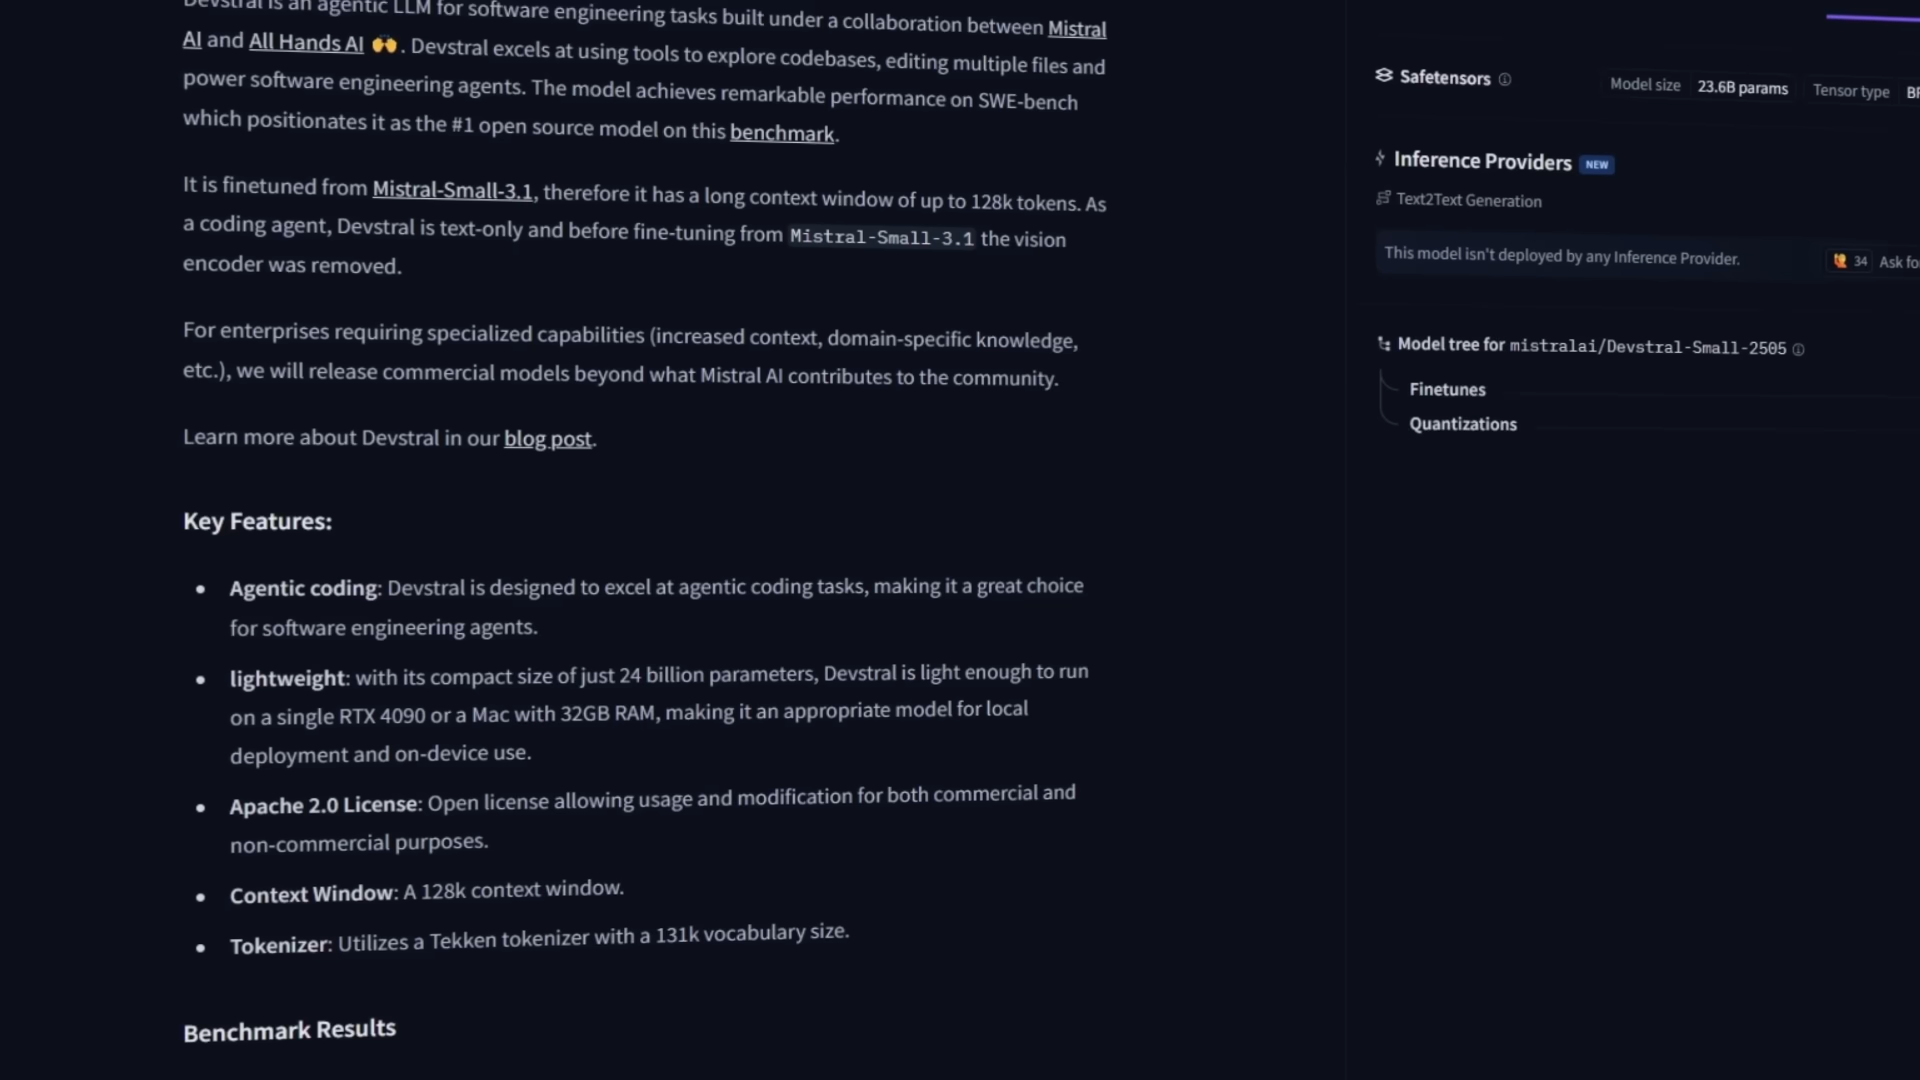 Devstral is an agentic LLM for software engineering tasks built under a collaboration between Mistral
AI and All Hands AI 🙌 . Devstral excels at using tools to explore codebases, editing multiple files and
power software engineering agents. The model achieves remarkable performance on SWE-bench
which positionates it as the #1 open source model on this benchmark.
It is finetuned from Mistral-Small-3.1, therefore it has a long context window of up to 128k tokens. As
a coding agent, Devstral is text-only and before fine-tuning from Mistral-Small-3.1 the vision
encoder was removed.
For enterprises requiring specialized capabilities (increased context, domain-specific knowledge,
etc.), we will release commercial models beyond what Mistral AI contributes to the community.
Learn more about Devstral in our blog post.
Key Features:
• Agentic coding: Devstral is designed to excel at agentic coding tasks, making it a great choice
for software engineering agents.
• lightweight: with its compact size of just 24 billion parameters, Devstral is light enough to run
on a single RTX 4090 or a Mac with 32GB RAM, making it an appropriate model for local
deployment and on-device use.
• Apache 2.0 License: Open license allowing usage and modification for both commercial and
non-commercial purposes.
• Context Window: A 128k context window.
• Tokenizer: Utilizes a Tekken tokenizer with a 131k vocabulary size.
Benchmark Results
Safetensors
Model size 23.6B params Tensor type
Inference Providers NEW
Text2Text Generation
This model isn't deployed by any Inference Provider. 34 Ask
Model tree for mistralai/Devstral-Small-2505
Finetunes
Quantizations